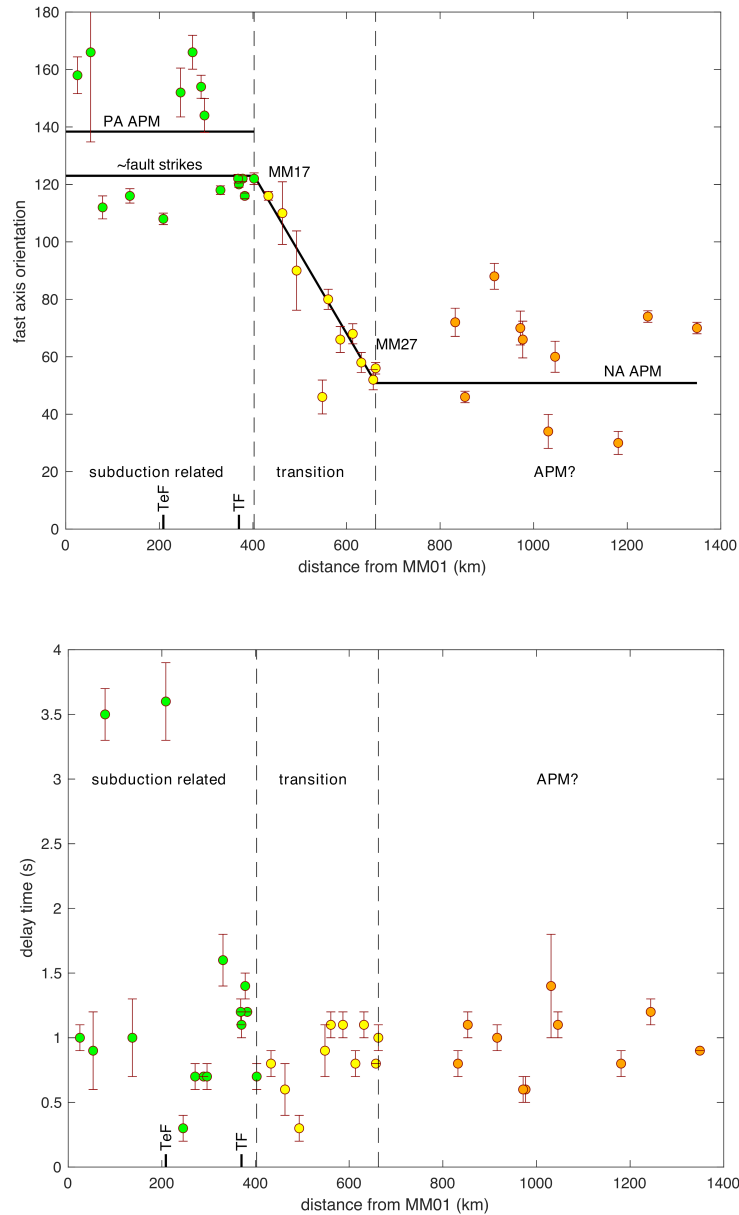 180
160
140
120
100
80
60
40
20
0
fast axis orientation
PA APM
~fault strikes
MM17
MM27
NA APM
subduction related
transition
APM?
TeF
TF
0 200 400 600 800 1000 1200 1400
distance from MM01 (km)
4
3.5
3
2.5
2
1.5
1
0.5
0
delay time (s)
subduction related
transition
APM?
TeF
TF
0 200 400 600 800 1000 1200 1400
distance from MM01 (km)